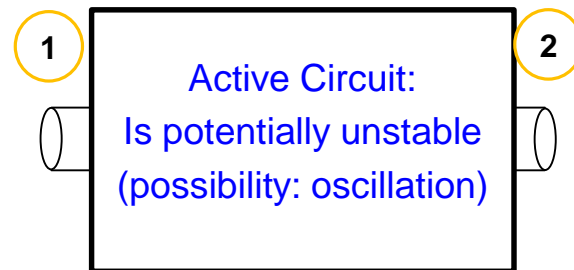 1
2
Active Circuit:
Is potentially unstable
(possibility: oscillation)